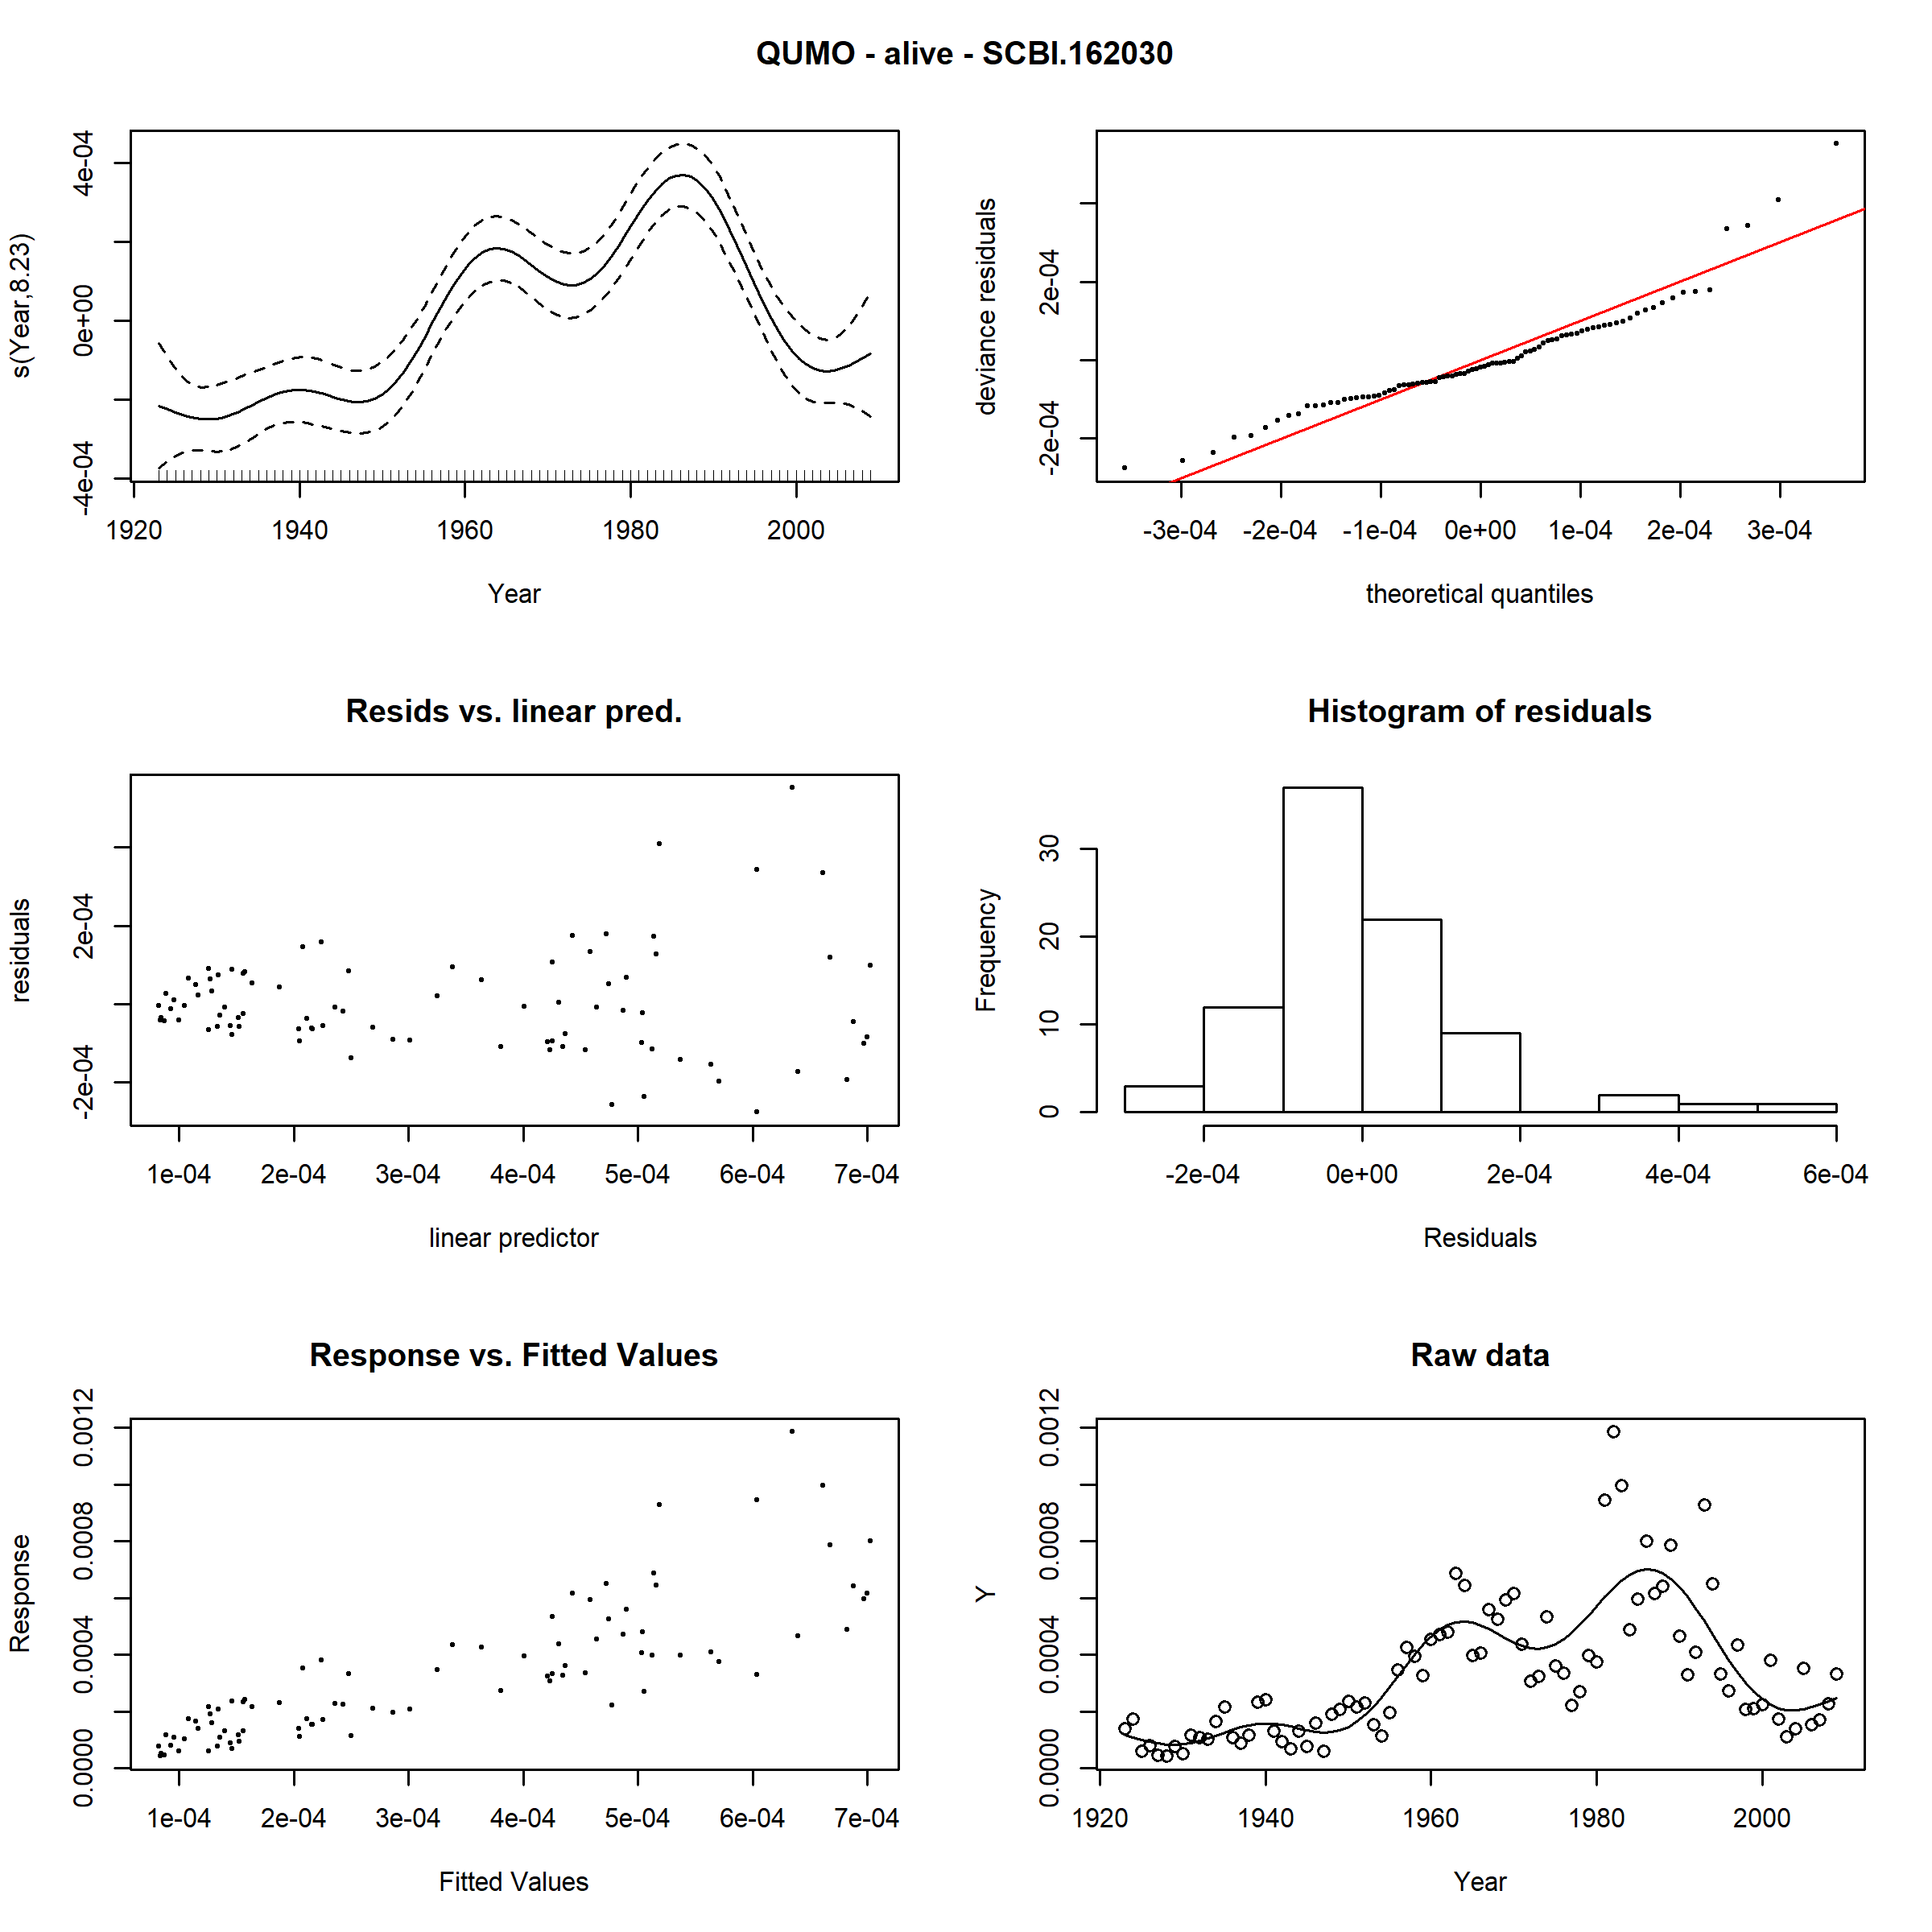 QUMO - alive - SCBI.162030
s(Year,8.23)
-4e-04 0e+00 4e-04
1920 1940 1960 1980 2000
Year
deviance residuals
-2e-04 2e-04
-3e-04 -2e-04 -1e-04 0e+00 1e-04 2e-04 3e-04
theoretical quantiles
Resids vs. linear pred.
residuals
-2e-04 2e-04
1e-04 2e-04 3e-04 4e-04 5e-04 6e-04 7e-04
linear predictor
Histogram of residuals
Frequency
0 10 20 30
-2e-04 0e+00 2e-04 4e-04 6e-04
Residuals
Response vs. Fitted Values
Response
0.0000 0.0004 0.0008 0.0012
1e-04 2e-04 3e-04 4e-04 5e-04 6e-04 7e-04
Fitted Values
Raw data
Y
0.0000 0.0004 0.0008 0.0012
1920 1940 1960 1980 2000
Year